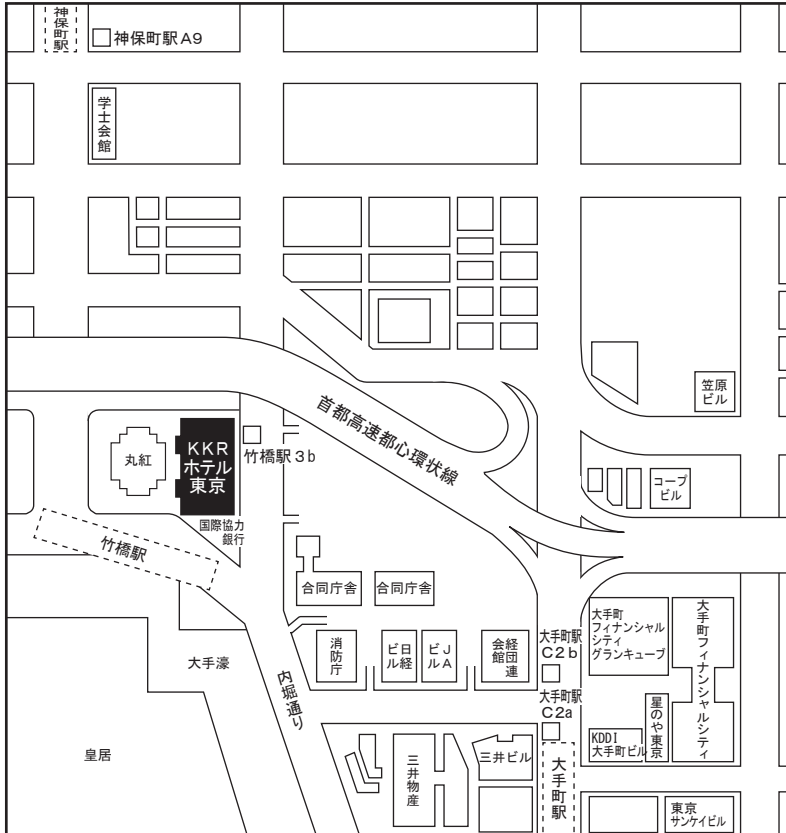 神保町駅
神保町駅A9
学士会館
首都高速都心環状線
笠原
ビル
丸紅
KKR
ホテル
東京
竹橋駅3b
コープ
ビル
国際協力
銀行
竹橋駅
合同庁舎
合同庁舎
大手町
フィナンシャル
シティ
グランキューブ
大手町フィナンシャルシティ
消防庁
日経
ビル
JA
ビル
経団連
会館
大手町駅
C2b
大手濠
内堀通り
大手町駅
C2a
星のや東京
KDDI
大手町ビル
皇居
三井物産
三井ビル
大手町駅
東京
サンケイビル